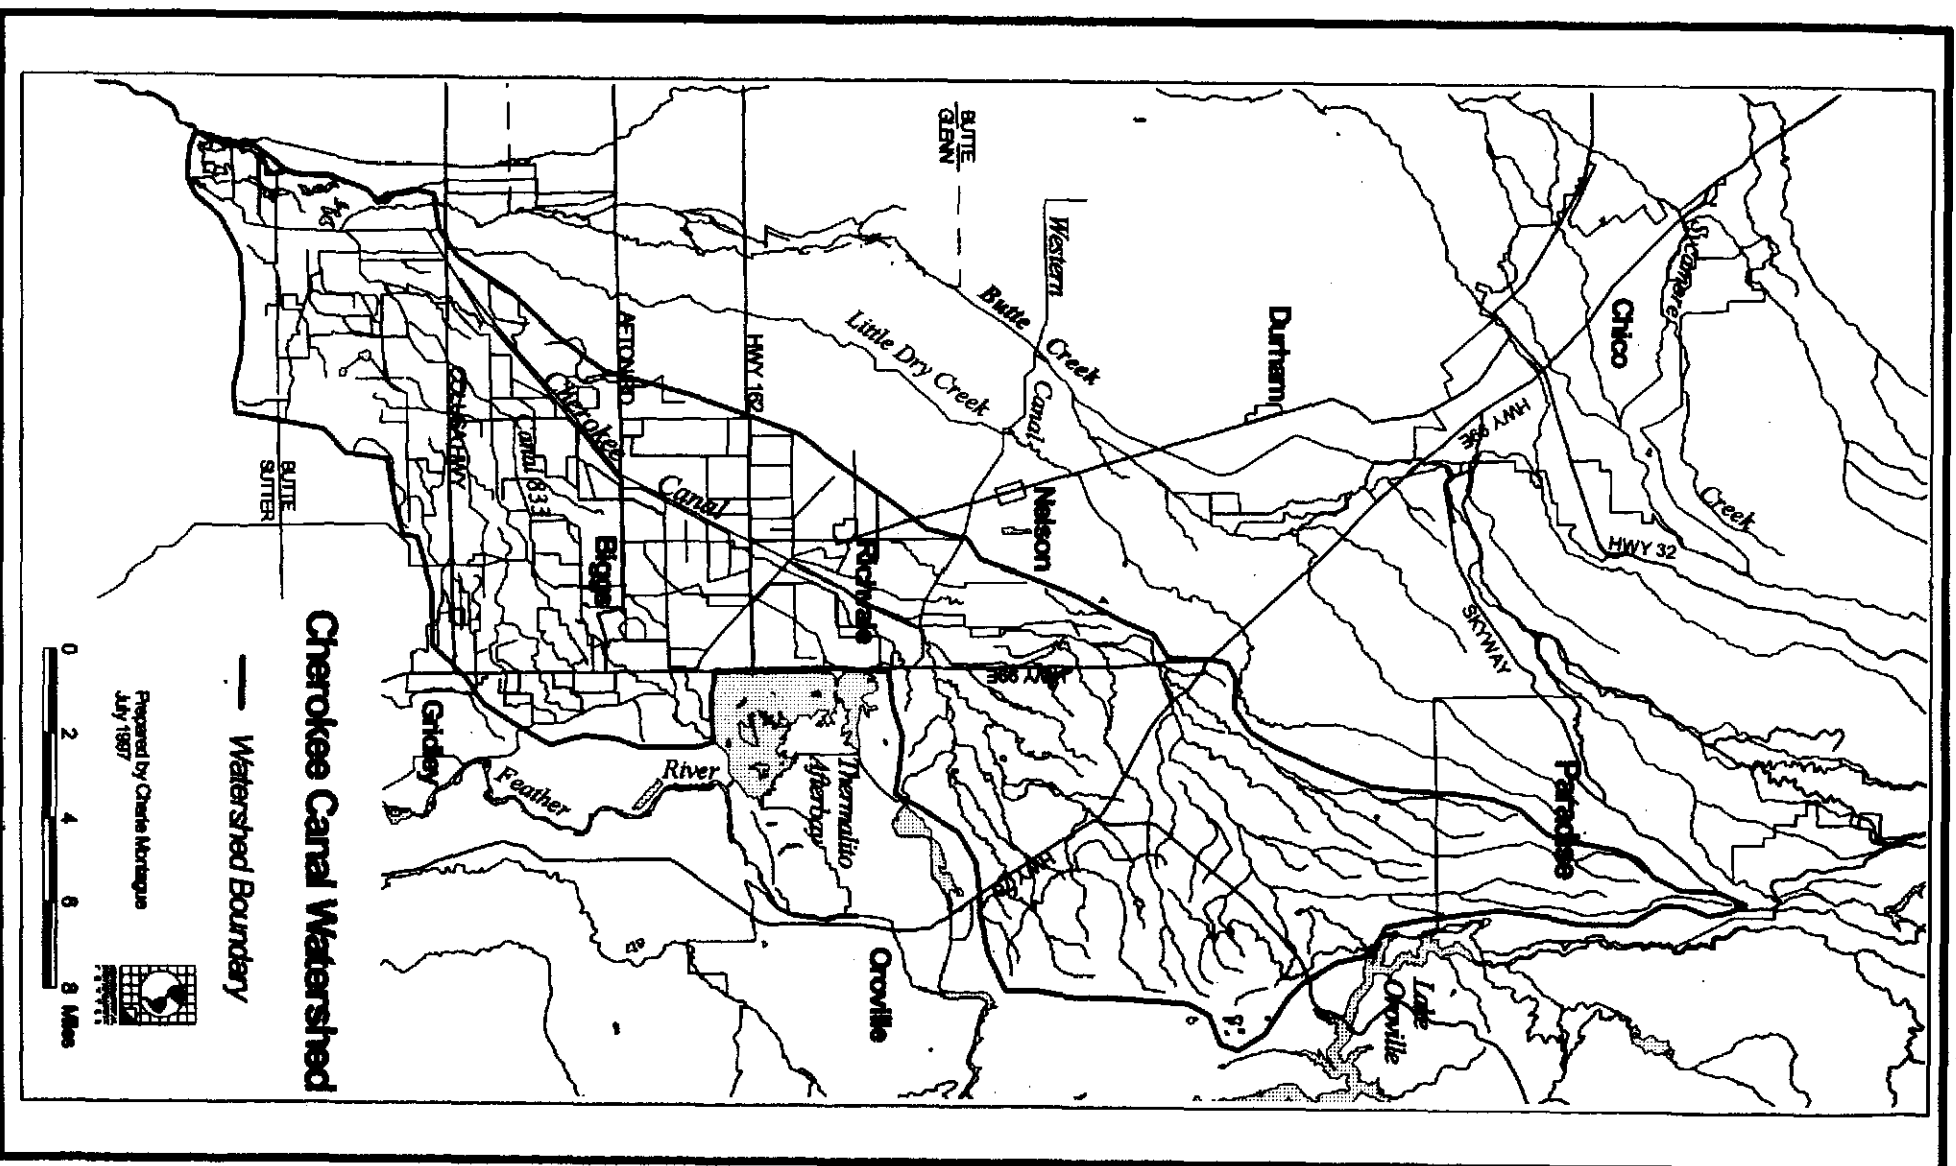 Sycamore
Chico
Creek
HWY 32
HWY 99E
SKYWAY
Durham
Paradise
BUTTE
GLENN
Western
Canal
Butte
Creek
Little Dry Creek
Nelson
HWY 99E
Lake
Oroville
HWY 162
Richvale
Thermalito
Afterbay
Oroville
AFTON RD
Cherokee
Canal
Biggs
River
Feather
COLUSA HWY
Canal 833
Gridley
BUTTE
SUTTER
Cherokee Canal Watershed
Watershed Boundary
Prepared by Cherie Montague
July 1997
0 2 4 6 8 Miles